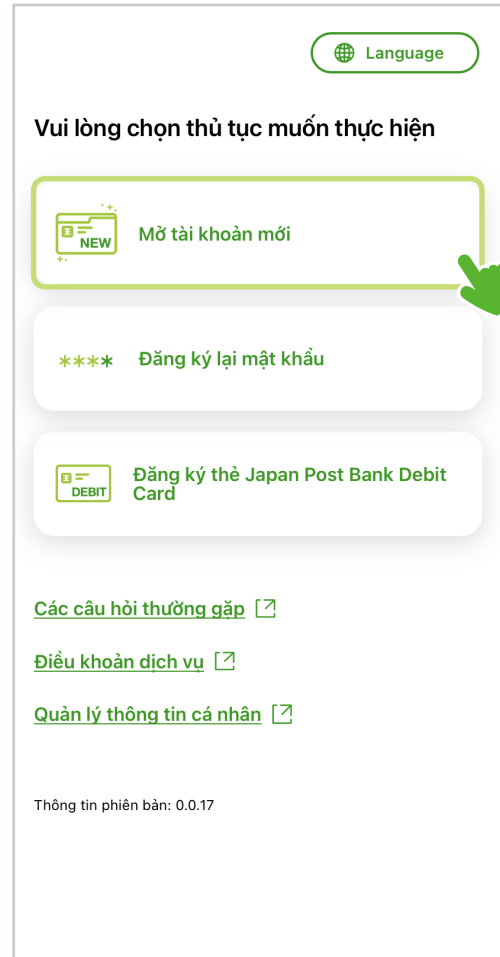 Language
Vui lòng chọn thủ tục muốn thực hiện
NEW
Mở tài khoản mới
****
Đăng ký lại mật khẩu
DEBIT
Đăng ký thẻ Japan Post Bank Debit
Card
Các câu hỏi thường gặp
Điều khoản dịch vụ
Quản lý thông tin cá nhân
Thông tin phiên bản: 0.0.17